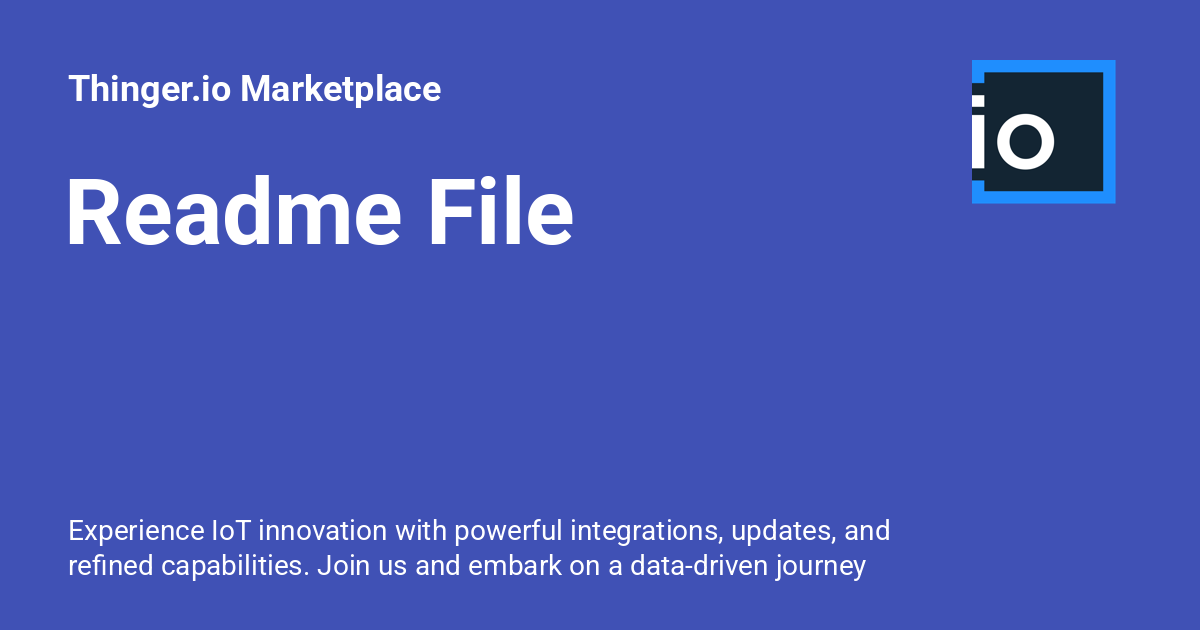 Thinger.io Marketplace
io
Readme File
Experience IoT innovation with powerful integrations, updates, and
refined capabilities. Join us and embark on a data-driven journey